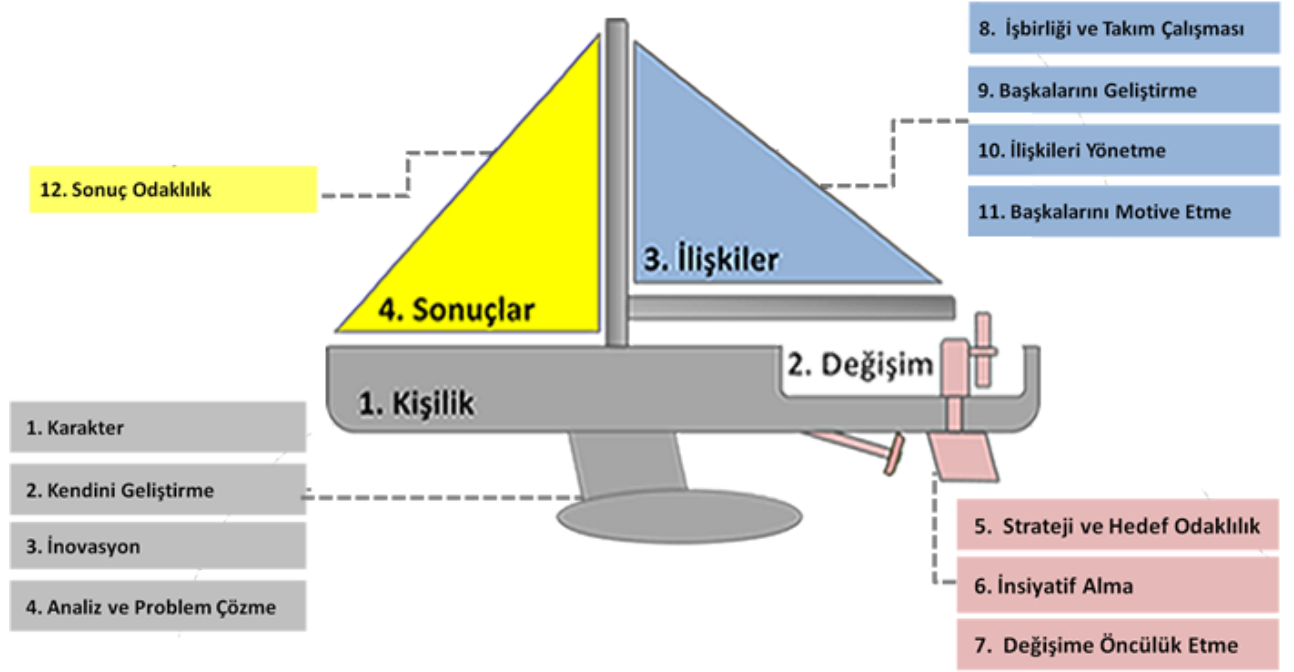 8. İşbirliği ve Takım Çalışması
9. Başkalarını Geliştirme
10. İlişkileri Yönetme
11. Başkalarını Motive Etme
12. Sonuç Odaklılık
3. İlişkiler
4. Sonuçlar
2. Değişim
1. Kişilik
1. Karakter
2. Kendini Geliştirme
3. İnovasyon
4. Analiz ve Problem Çözme
5. Strateji ve Hedef Odaklılık
6. İnsiyatif Alma
7. Değişime Öncülük Etme